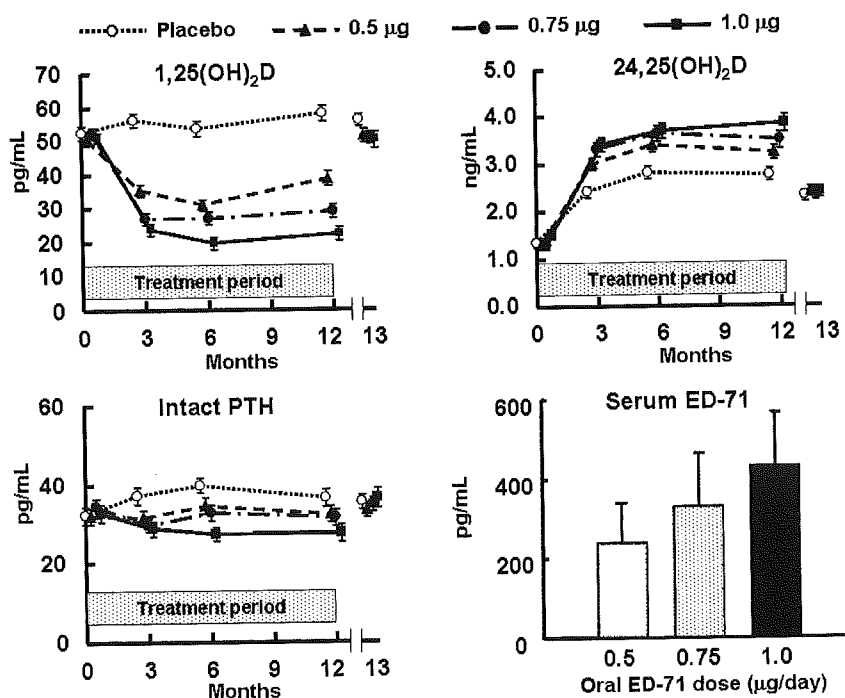 Placebo 0.5 µg 0.75 µg 1.0 µg
1,25(OH)₂D
pg/mL
70
60
50
40
30
20
10
0
Treatment period
0 3 6 9 12 13
Months
24,25(OH)₂D
ng/mL
5.0
4.0
3.0
2.0
1.0
0.0
Treatment period
0 3 6 9 12 13
Months
Intact PTH
pg/mL
60
40
20
0
Treatment period
0 3 6 9 12 13
Months
Serum ED-71
pg/mL
600
400
200
0
0.5 0.75 1.0
Oral ED-71 dose (µg/day)